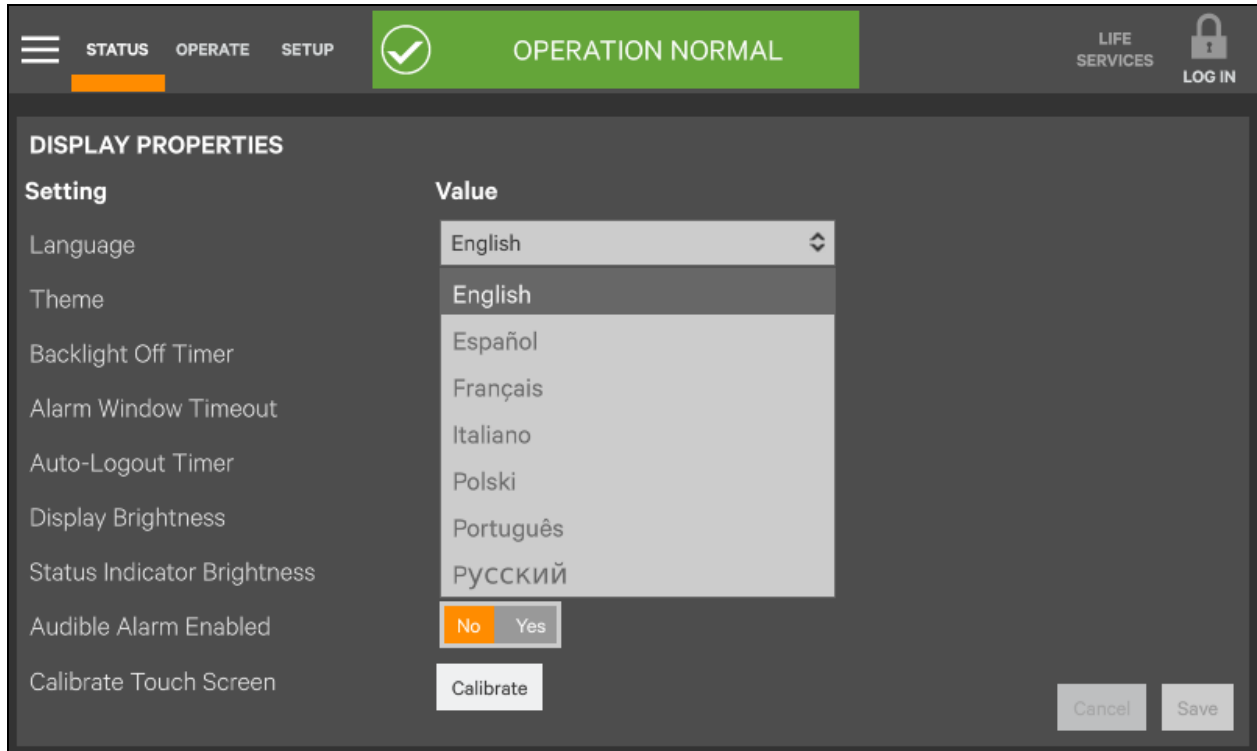 STATUS OPERATE SETUP OPERATION NORMAL LIFE SERVICES LOG IN
DISPLAY PROPERTIES
Setting Value
Language English
Theme English
Español
Backlight Off Timer
Français
Alarm Window Timeout
Italiano
Auto-Logout Timer
Polski
Display Brightness
Português
Status Indicator Brightness Русский
Audible Alarm Enabled No Yes
Calibrate Touch Screen Calibrate
Cancel Save